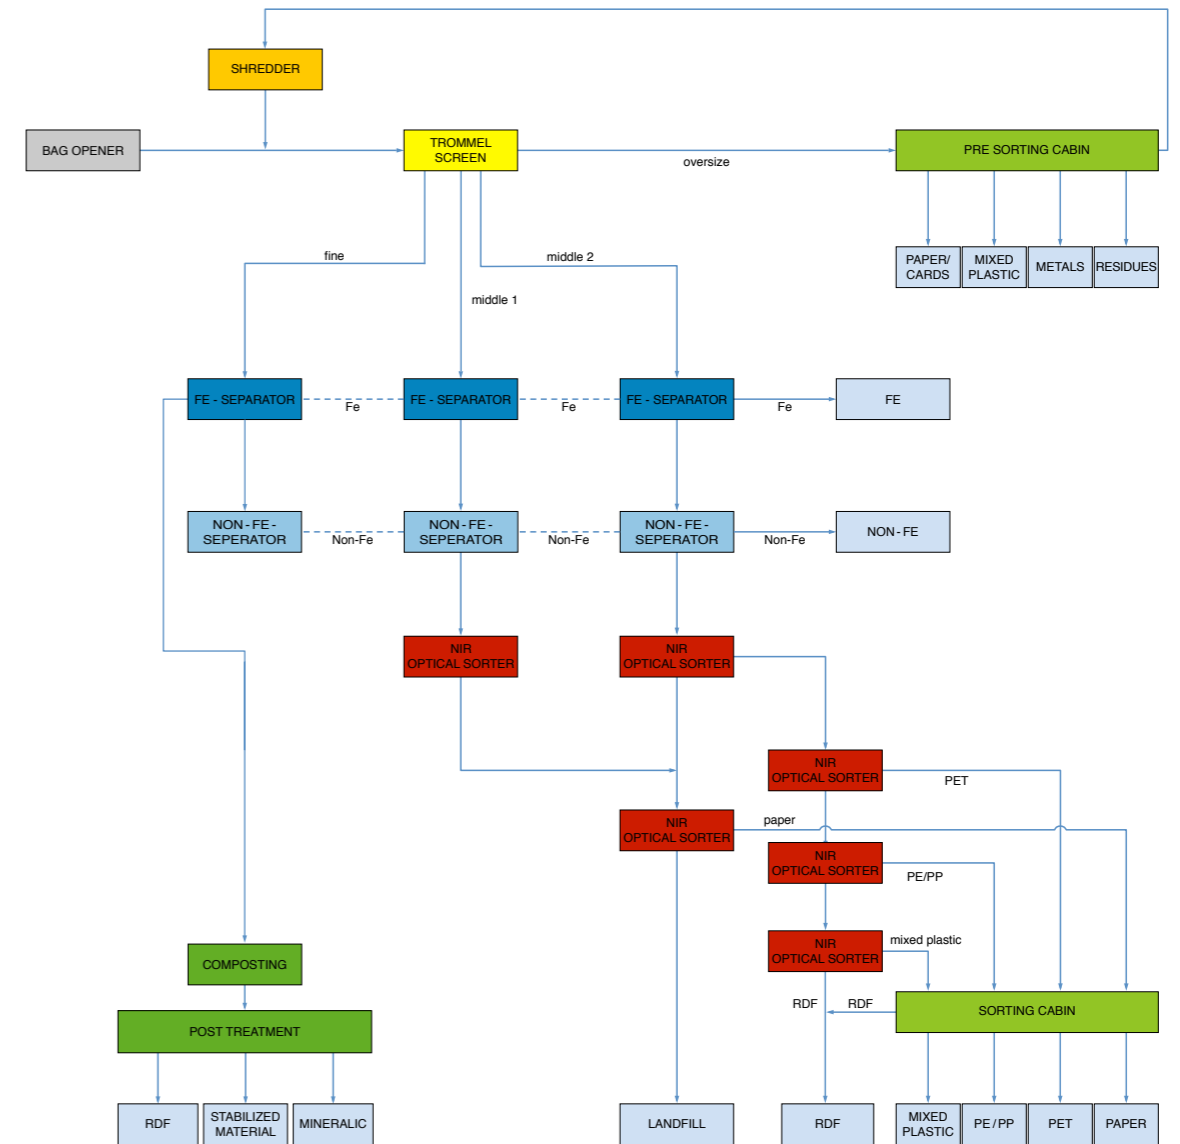 SHREDDER
BAG OPENER
TROMMEL
SCREEN
oversize
PRE SORTING CABIN
PAPER/
CARDS
MIXED
PLASTIC
METALS
RESIDUES
fine
middle 1
middle 2
FE - SEPARATOR
Fe
FE - SEPARATOR
Fe
FE - SEPARATOR
Fe
FE
NON - FE -
SEPERATOR
Non-Fe
NON - FE -
SEPERATOR
Non-Fe
NON - FE -
SEPERATOR
Non-Fe
NON - FE
NIR
OPTICAL SORTER
NIR
OPTICAL SORTER
NIR
OPTICAL SORTER
PET
NIR
OPTICAL SORTER
paper
NIR
OPTICAL SORTER
PE/PP
NIR
OPTICAL SORTER
mixed plastic
COMPOSTING
POST TREATMENT
RDF
RDF
SORTING CABIN
RDF
STABILIZED
MATERIAL
MINERALIC
LANDFILL
RDF
MIXED
PLASTIC
PE / PP
PET
PAPER